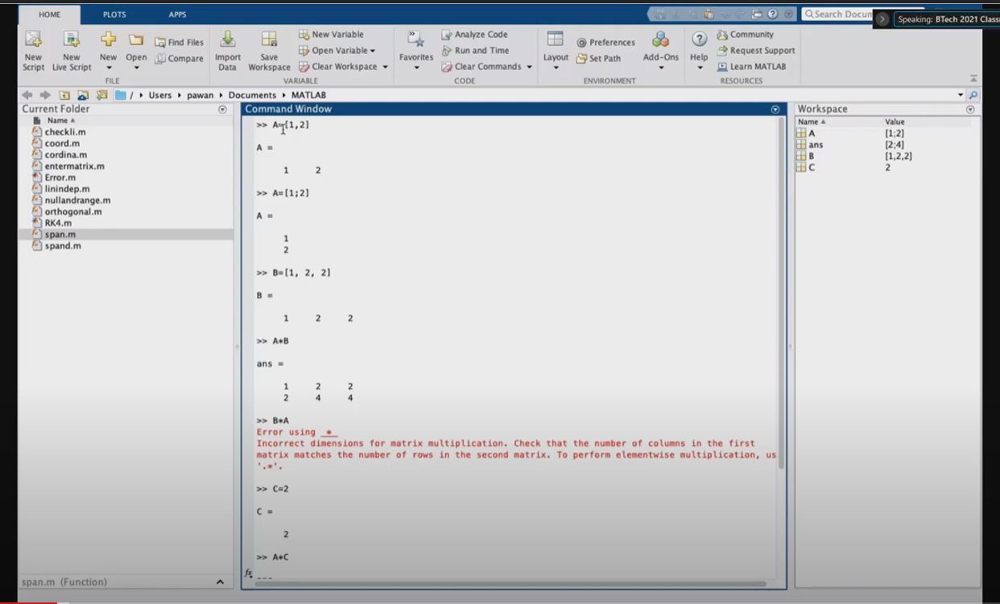 HOME PLOTS APPS
Search Docum
Speaking: BTech 2021 Class
New Script
New Live Script
New
Open
Find Files
Compare
FILE
Import Data
Save Workspace
New Variable
Open Variable
Clear Workspace
VARIABLE
Favorites
Analyze Code
Run and Time
Clear Commands
CODE
Layout
Preferences
Set Path
ENVIRONMENT
Add-Ons
Help
Community
Request Support
Learn MATLAB
RESOURCES
/ Users pawan Documents MATLAB
Current Folder
Name
checkli.m
coord.m
cordina.m
entermatrix.m
Error.m
linindep.m
nullandrange.m
orthogonal.m
RK4.m
span.m
spand.m
span.m (Function)
Command Window
>> A=[1,2]
A =
1 2
>> A=[1;2]
A =
1
2
>> B=[1, 2, 2]
B =
1 2 2
>> A*B
ans =
1 2 2
2 4 4
>> B*A
Error using *
Incorrect dimensions for matrix multiplication. Check that the number of columns in the first
matrix matches the number of rows in the second matrix. To perform elementwise multiplication, us
'.*'.
>> C=2
C =
2
>> A*C
fx
Workspace
Name Value
A [1;2]
ans [2;4]
B [1,2,2]
C 2